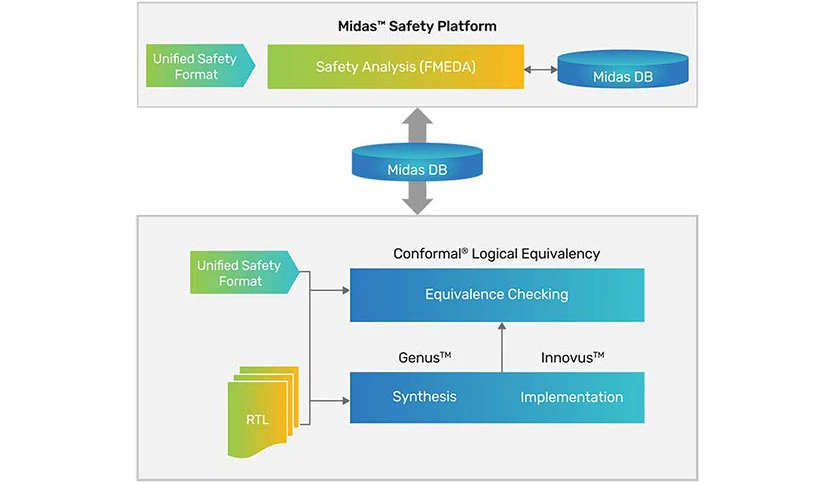 Midas™ Safety Platform
Unified Safety
Format
Safety Analysis (FMEDA)
Midas DB
Midas DB
Conformal® Logical Equivalency
Unified Safety
Format
Equivalence Checking
Genus™
Innovus™
Synthesis
Implementation
RTL